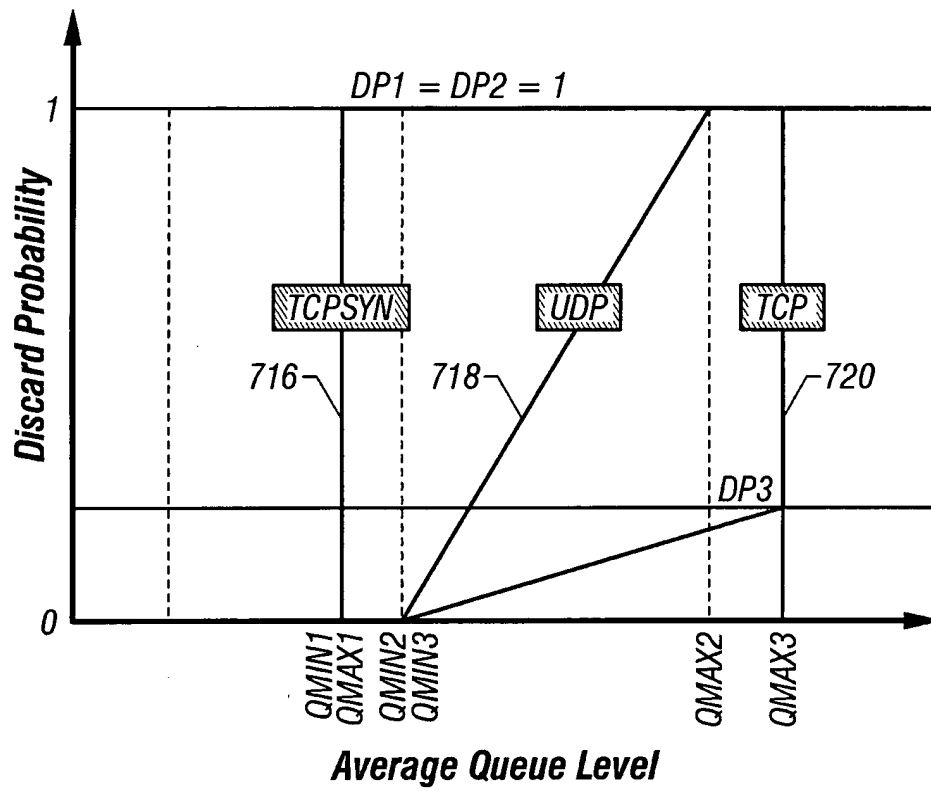 DP1 = DP2 = 1
1
Discard Probability
TCPSYN
UDP
TCP
716
718
720
DP3
0
QMIN1
QMAX1
QMIN2
QMIN3
QMAX2
QMAX3
Average Queue Level